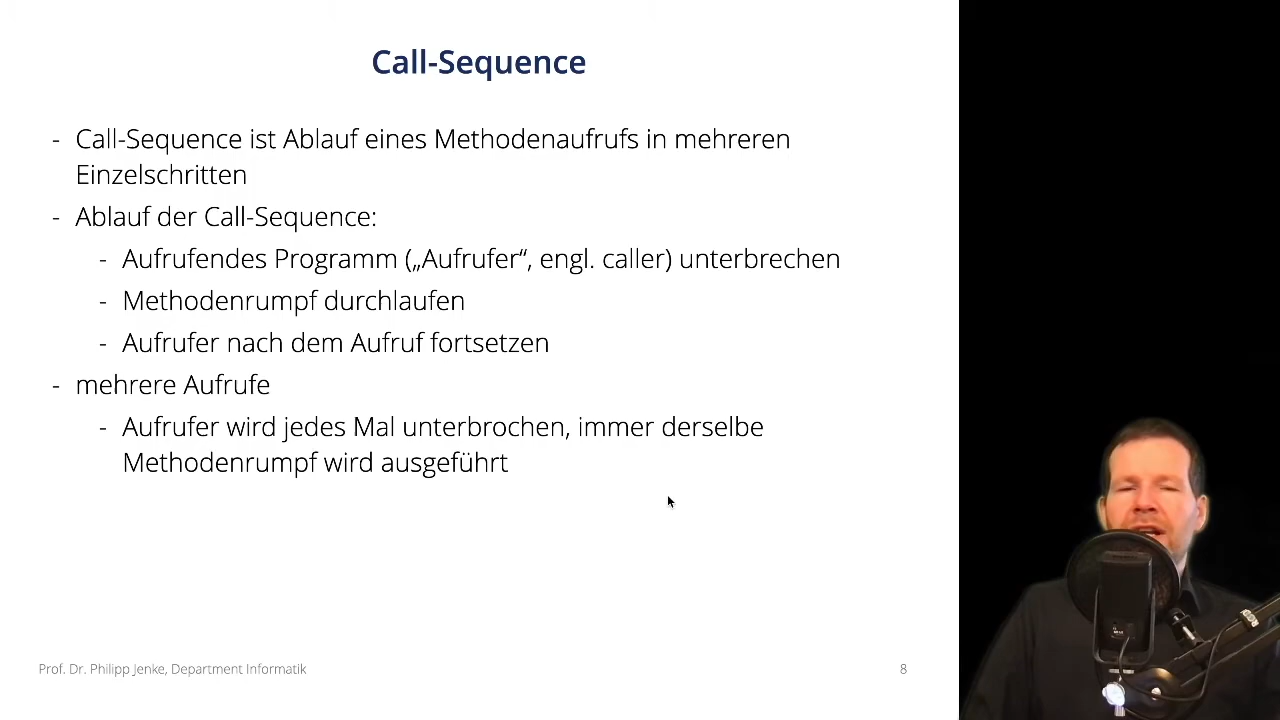 Call-Sequence
- Call-Sequence ist Ablauf eines Methodenaufrufs in mehreren
Einzelschritten
- Ablauf der Call-Sequence:
- Aufrufendes Programm („Aufrufer“, engl. caller) unterbrechen
- Methodenrumpf durchlaufen
- Aufrufer nach dem Aufruf fortsetzen
- mehrere Aufrufe
- Aufrufer wird jedes Mal unterbrochen, immer derselbe
Methodenrumpf wird ausgeführt
Prof. Dr. Philipp Jenke, Department Informatik
8